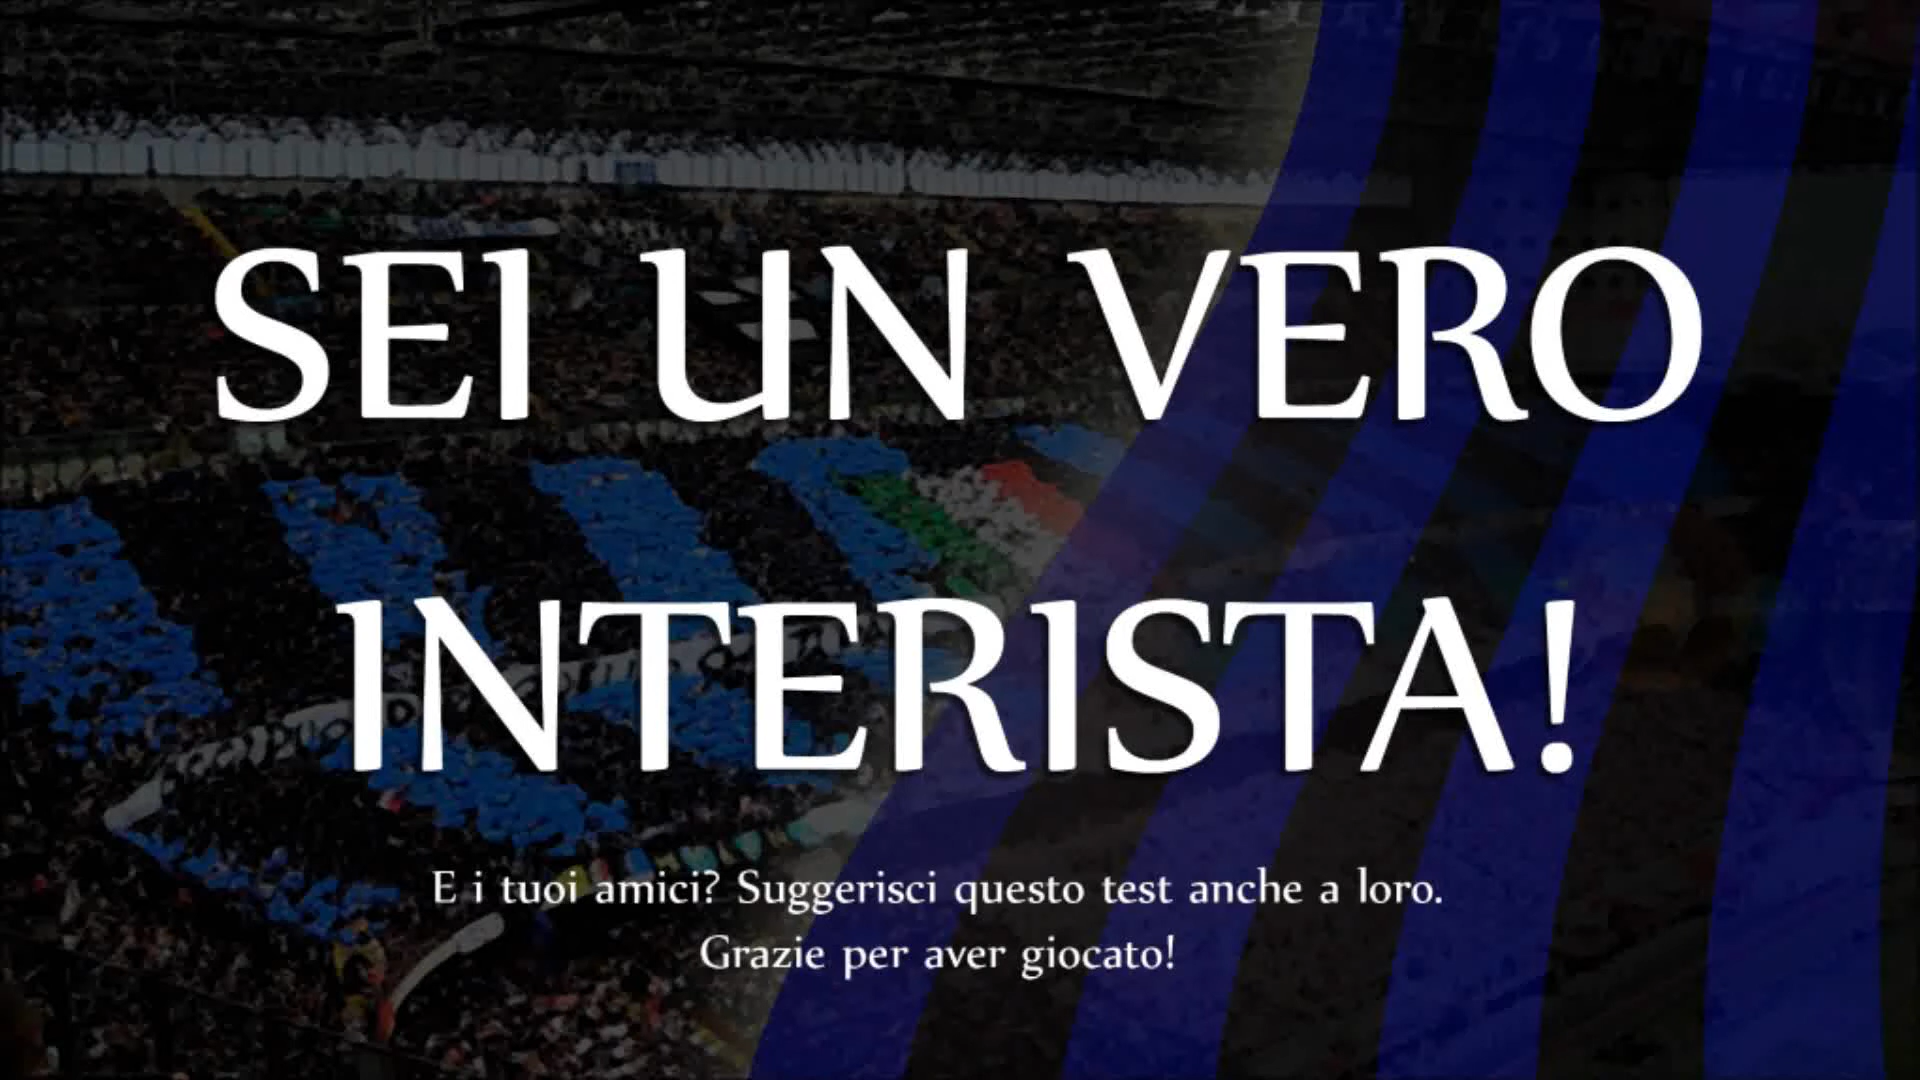 SEI UN VERO
INTERISTA!
E i tuoi amici? Suggerisci questo test anche a loro.
Grazie per aver giocato!